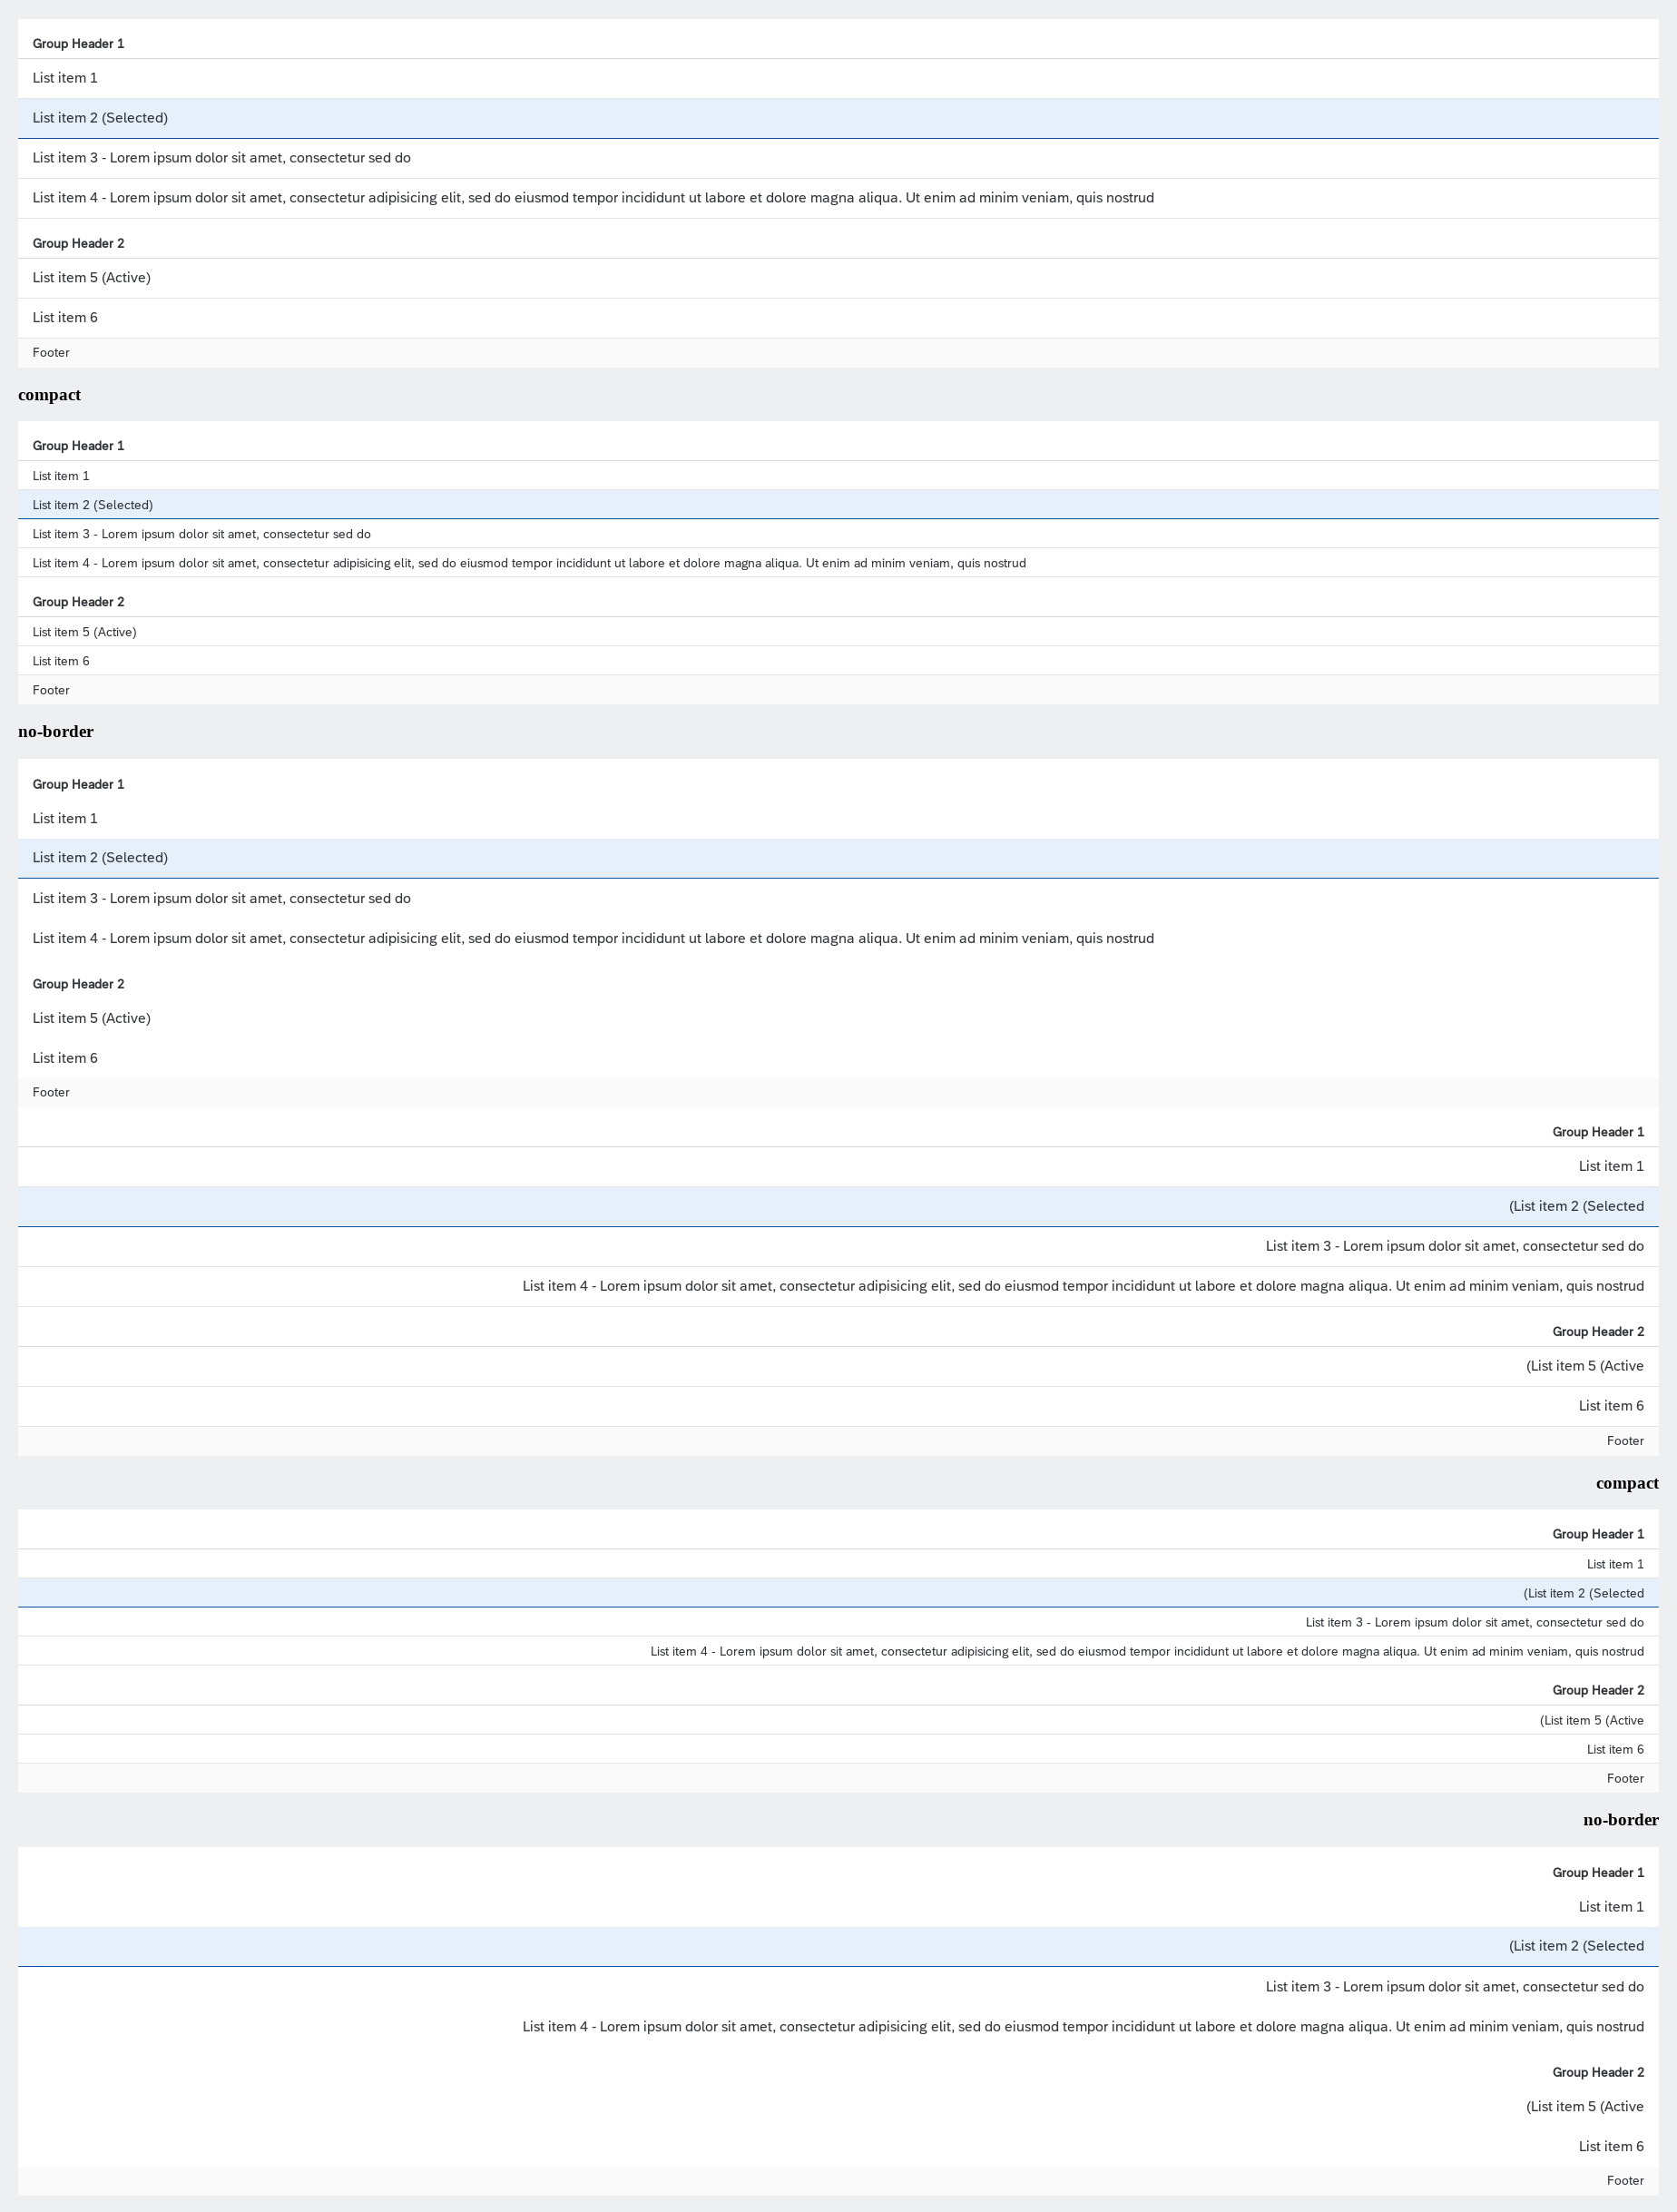 Group Header 1
List item 1
List item 2 (Selected)
List item 3 - Lorem ipsum dolor sit amet, consectetur sed do
List item 4 - Lorem ipsum dolor sit amet, consectetur adipisicing elit, sed do eiusmod tempor incididunt ut labore et dolore magna aliqua. Ut enim ad minim veniam, quis nostrud
Group Header 2
List item 5 (Active)
List item 6
Footer
compact
Group Header 1
List item 1
List item 2 (Selected)
List item 3 - Lorem ipsum dolor sit amet, consectetur sed do
List item 4 - Lorem ipsum dolor sit amet, consectetur adipisicing elit, sed do eiusmod tempor incididunt ut labore et dolore magna aliqua. Ut enim ad minim veniam, quis nostrud
Group Header 2
List item 5 (Active)
List item 6
Footer
no-border
Group Header 1
List item 1
List item 2 (Selected)
List item 3 - Lorem ipsum dolor sit amet, consectetur sed do
List item 4 - Lorem ipsum dolor sit amet, consectetur adipisicing elit, sed do eiusmod tempor incididunt ut labore et dolore magna aliqua. Ut enim ad minim veniam, quis nostrud
Group Header 2
List item 5 (Active)
List item 6
Footer
Group Header 1
List item 1
(List item 2 (Selected
List item 3 - Lorem ipsum dolor sit amet, consectetur sed do
List item 4 - Lorem ipsum dolor sit amet, consectetur adipisicing elit, sed do eiusmod tempor incididunt ut labore et dolore magna aliqua. Ut enim ad minim veniam, quis nostrud
Group Header 2
(List item 5 (Active
List item 6
Footer
compact
Group Header 1
List item 1
(List item 2 (Selected
List item 3 - Lorem ipsum dolor sit amet, consectetur sed do
List item 4 - Lorem ipsum dolor sit amet, consectetur adipisicing elit, sed do eiusmod tempor incididunt ut labore et dolore magna aliqua. Ut enim ad minim veniam, quis nostrud
Group Header 2
(List item 5 (Active
List item 6
Footer
no-border
Group Header 1
List item 1
(List item 2 (Selected
List item 3 - Lorem ipsum dolor sit amet, consectetur sed do
List item 4 - Lorem ipsum dolor sit amet, consectetur adipisicing elit, sed do eiusmod tempor incididunt ut labore et dolore magna aliqua. Ut enim ad minim veniam, quis nostrud
Group Header 2
(List item 5 (Active
List item 6
Footer